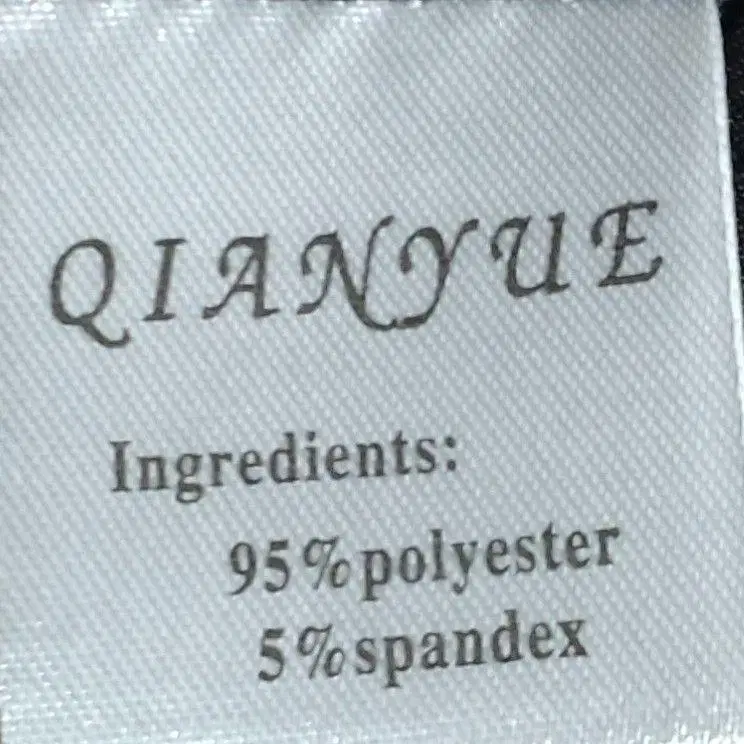 QIANYUE
Ingredients:
95%polyester
5%spandex